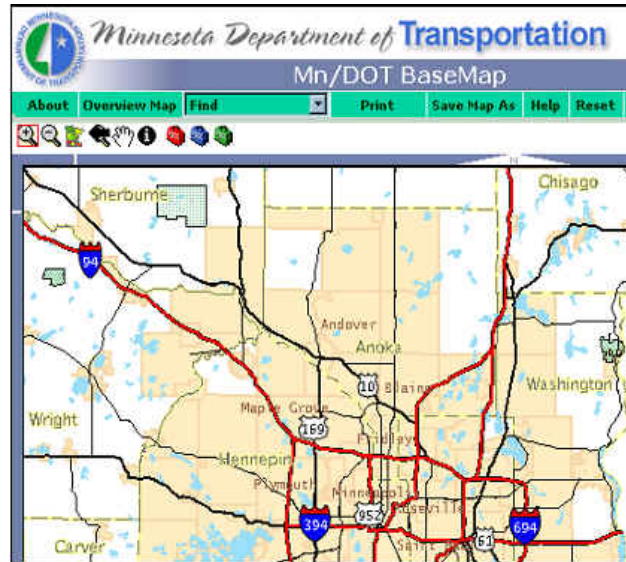 Minnesota Department of Transportation
Mn/DOT BaseMap
About Overview Map Find Print Save Map As Help Reset
Sherburne
Chisago
94
Andover
Anoka
10
Blaine
Washington
Maple Grove
Wright
169
Fridley
Hennepin
Plymouth
Minneapolis
952
Roseville
394
61
694
Carver
Saint